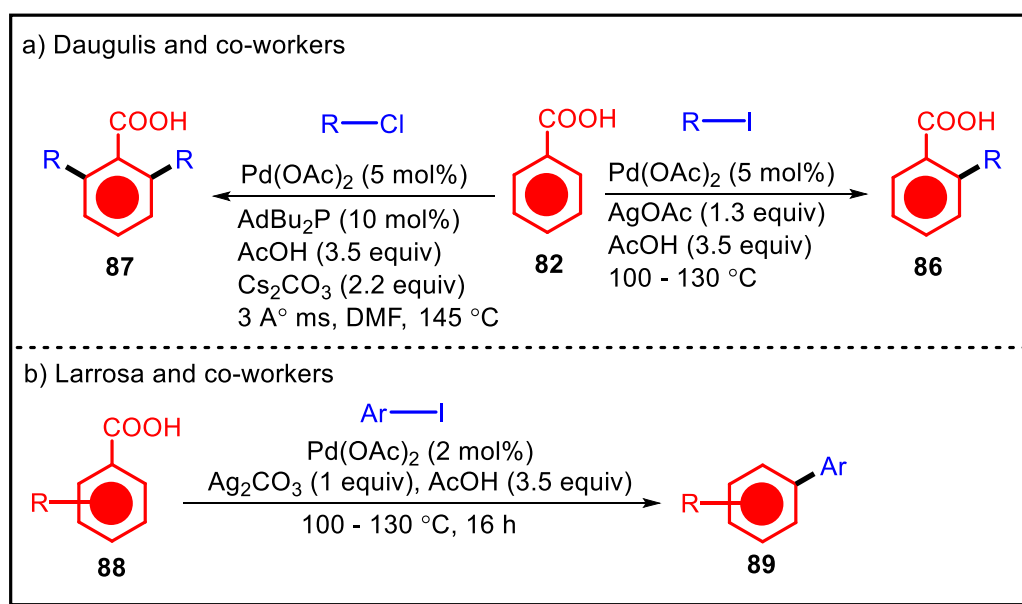 a) Daugulis and co-workers
COOH
R
R
87
R—Cl
Pd(OAc)₂ (5 mol%)
AdBu₂P (10 mol%)
AcOH (3.5 equiv)
Cs₂CO₃ (2.2 equiv)
3 A° ms, DMF, 145 °C
COOH
82
R—I
Pd(OAc)₂ (5 mol%)
AgOAc (1.3 equiv)
AcOH (3.5 equiv)
100 - 130 °C
COOH
R
86
b) Larrosa and co-workers
COOH
R
88
Ar—I
Pd(OAc)₂ (2 mol%)
Ag₂CO₃ (1 equiv), AcOH (3.5 equiv)
100 - 130 °C, 16 h
Ar
R
89